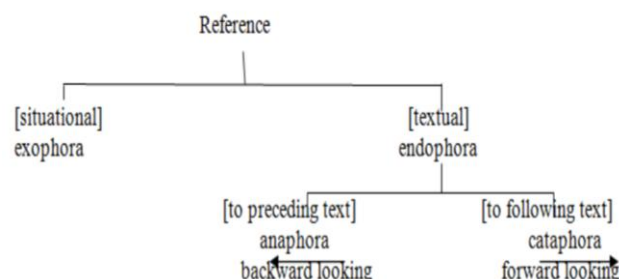 Reference
[situational] [textual]
exophora endophora
[to preceding text] [to following text]
anaphora cataphora
backward looking forward looking